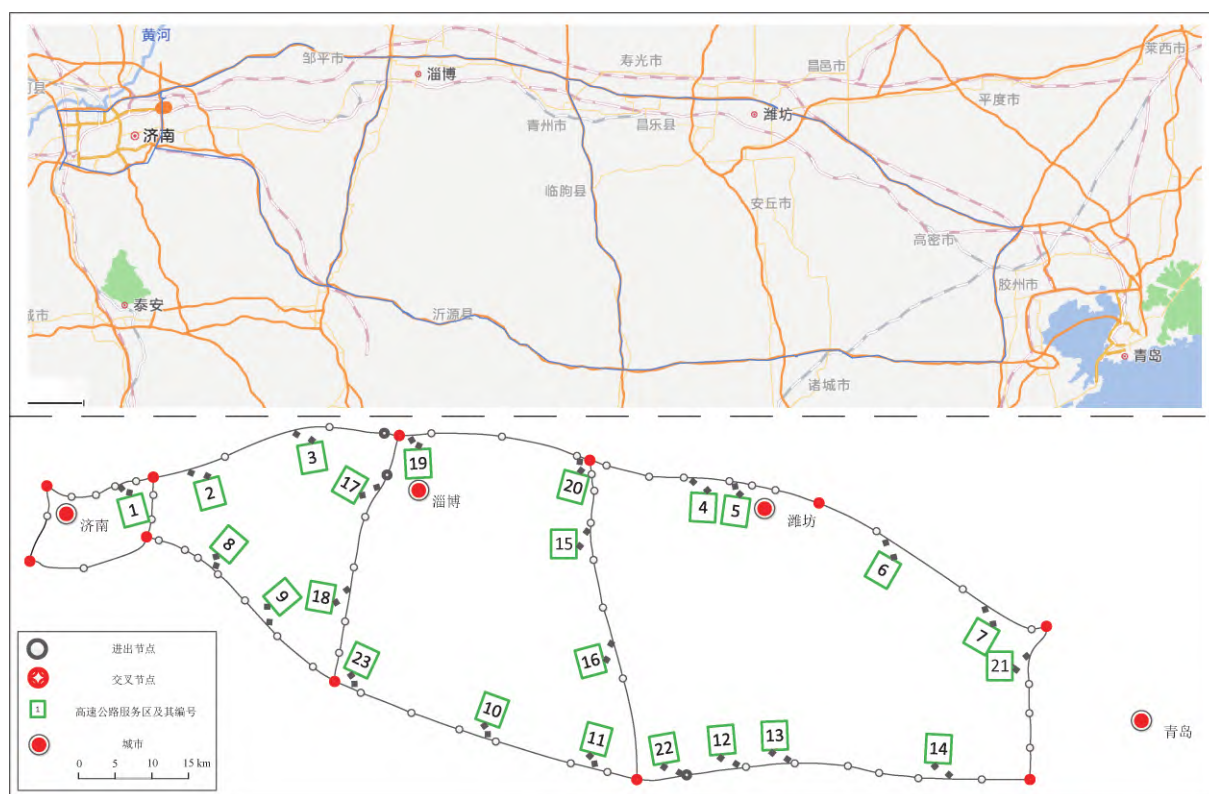 黄河
邹平市
淄博
寿光市
昌邑市
莱西市
平度市
济南
青州市
昌乐县
潍坊
临朐县
安丘市
高密市
胶州市
泰安
城市
沂源县
诸城市
青岛
3
19
17
淄博
20
1
济南
2
4
5
潍坊
8
15
6
9
18
7
21
23
16
10
11
22
12
13
14
青岛
进出节点
交叉节点
1
高速公路服务区及其编号
城市
0 5 10 15 km